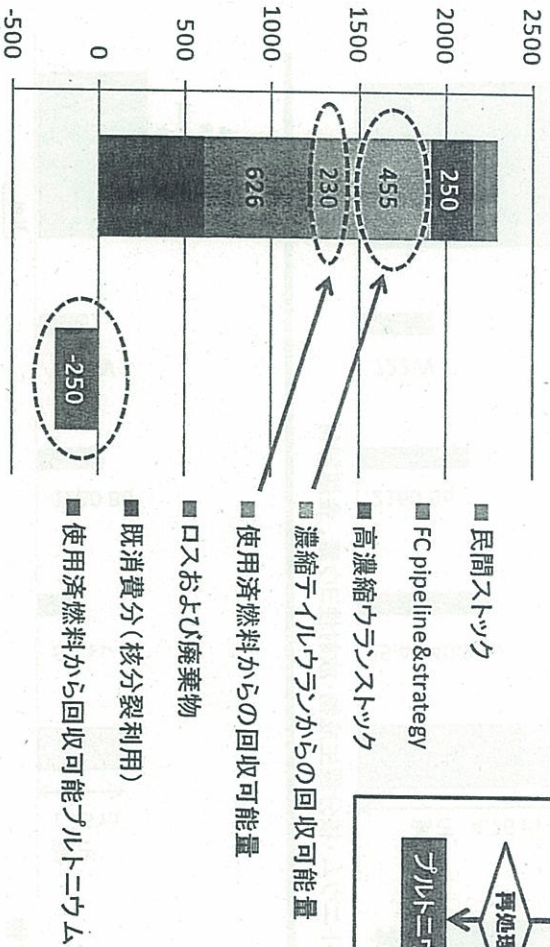 2500
2000
1500
1000
500
0
-500
250
455
230
626
-250
民間ストック
FC pipeline&strategy
高濃縮ウランストック
濃縮テイルウランからの回収可能量
使用済燃料からの回収可能量
ロスおよび廃棄物
既消費分(核分裂利用)
使用済燃料から回収可能プルトニウム
再処理
プルトニ